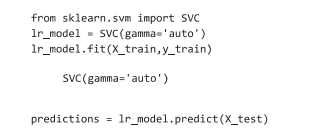 from sklearn.svm import SVC
lr_model = SVC(gamma='auto')
lr_model.fit(X_train,y_train)
SVC(gamma='auto')
predictions = lr_model.predict(X_test)